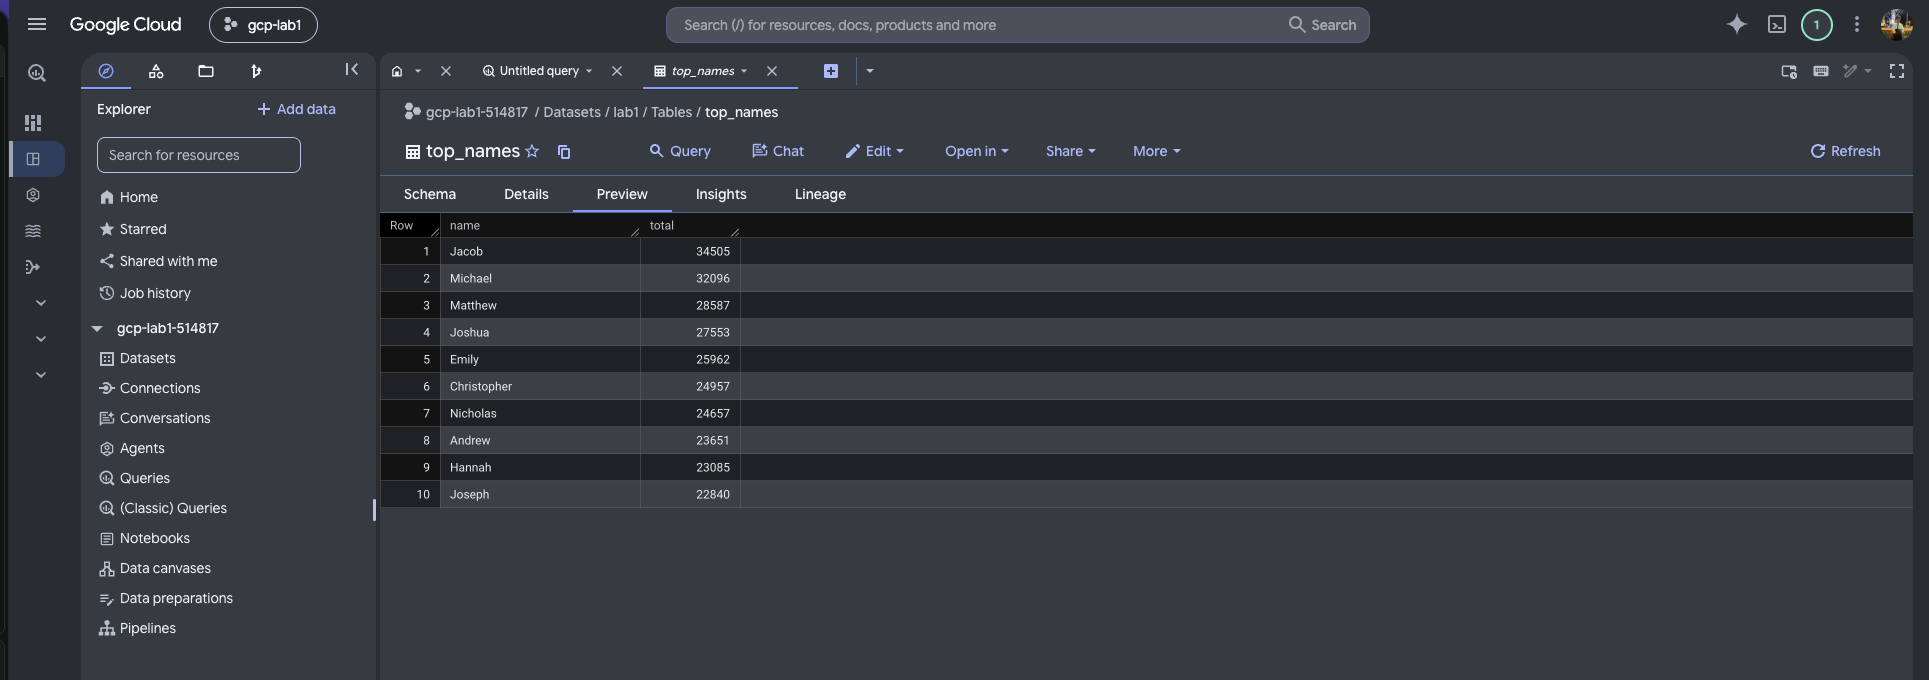 Google Cloud
gcp-lab1
Search (/) for resources, docs, products and more
Search
1
Explorer
Add data
Search for resources
Home
Starred
Shared with me
Job history
gcp-lab1-514817
Datasets
Connections
Conversations
Agents
Queries
(Classic) Queries
Notebooks
Data canvases
Data preparations
Pipelines
Untitled query
top_names
gcp-lab1-514817 / Datasets / lab1 / Tables / top_names
top_names
Query
Chat
Edit
Open in
Share
More
Refresh
Schema Details Preview Insights Lineage
Row name total
1 Jacob 34505
2 Michael 32096
3 Matthew 28587
4 Joshua 27553
5 Emily 25962
6 Christopher 24957
7 Nicholas 24657
8 Andrew 23651
9 Hannah 23085
10 Joseph 22840